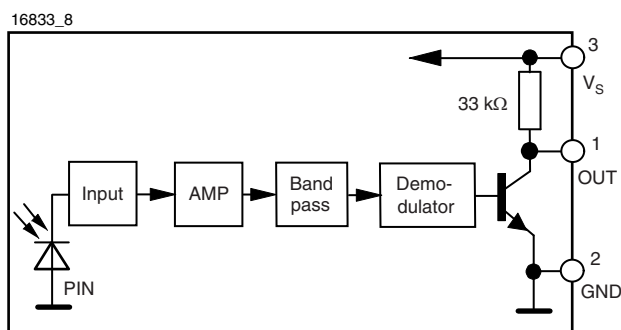 16833_8
3
V_S
33 kΩ
1
OUT
Input
AMP
Band
pass
Demo-
dulator
2
GND
PIN